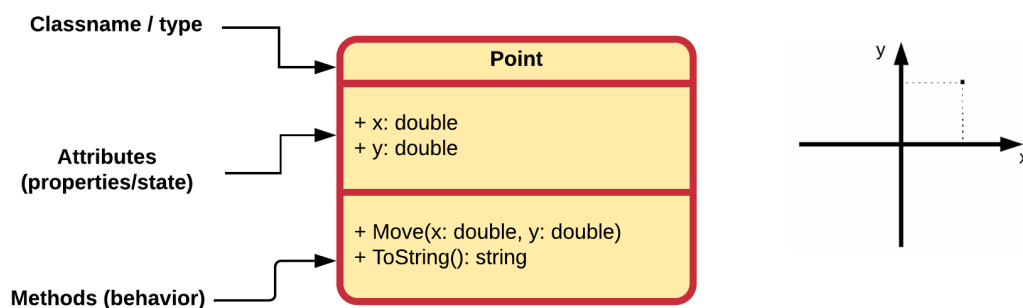 Classname / type
Point
Attributes
(properties/state)
+ x: double
+ y: double
Methods (behavior)
+ Move(x: double, y: double)
+ ToString(): string
y
x